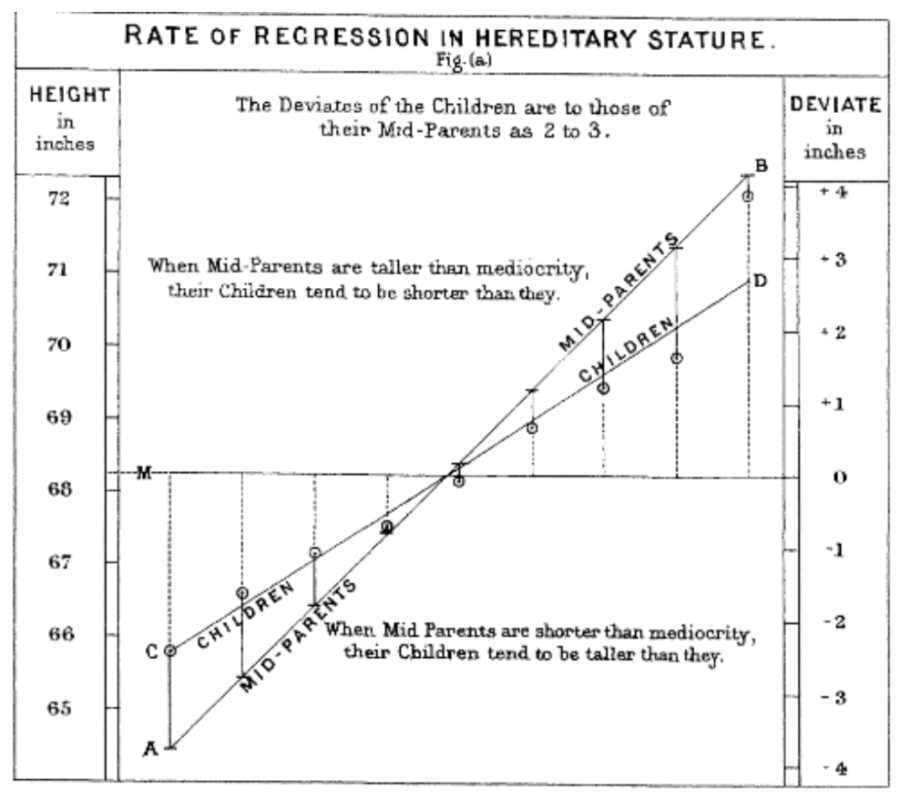 RATE OF REGRESSION IN HEREDITARY STATURE.
Fig.(a)
HEIGHT
in
inches
The Deviates of the Children are to those of
their Mid-Parents as 2 to 3.
DEVIATE
in
inches
72
71
70
69
68
67
66
65
When Mid-Parents are taller than mediocrity,
their Children tend to be shorter than they.
B
D
MID-PARENTS
CHILDREN
M
C
A
CHILDREN
MID-PARENTS
When Mid Parents are shorter than mediocrity,
their Children tend to be taller than they.
+4
+3
+2
+1
0
-1
-2
-3
-4